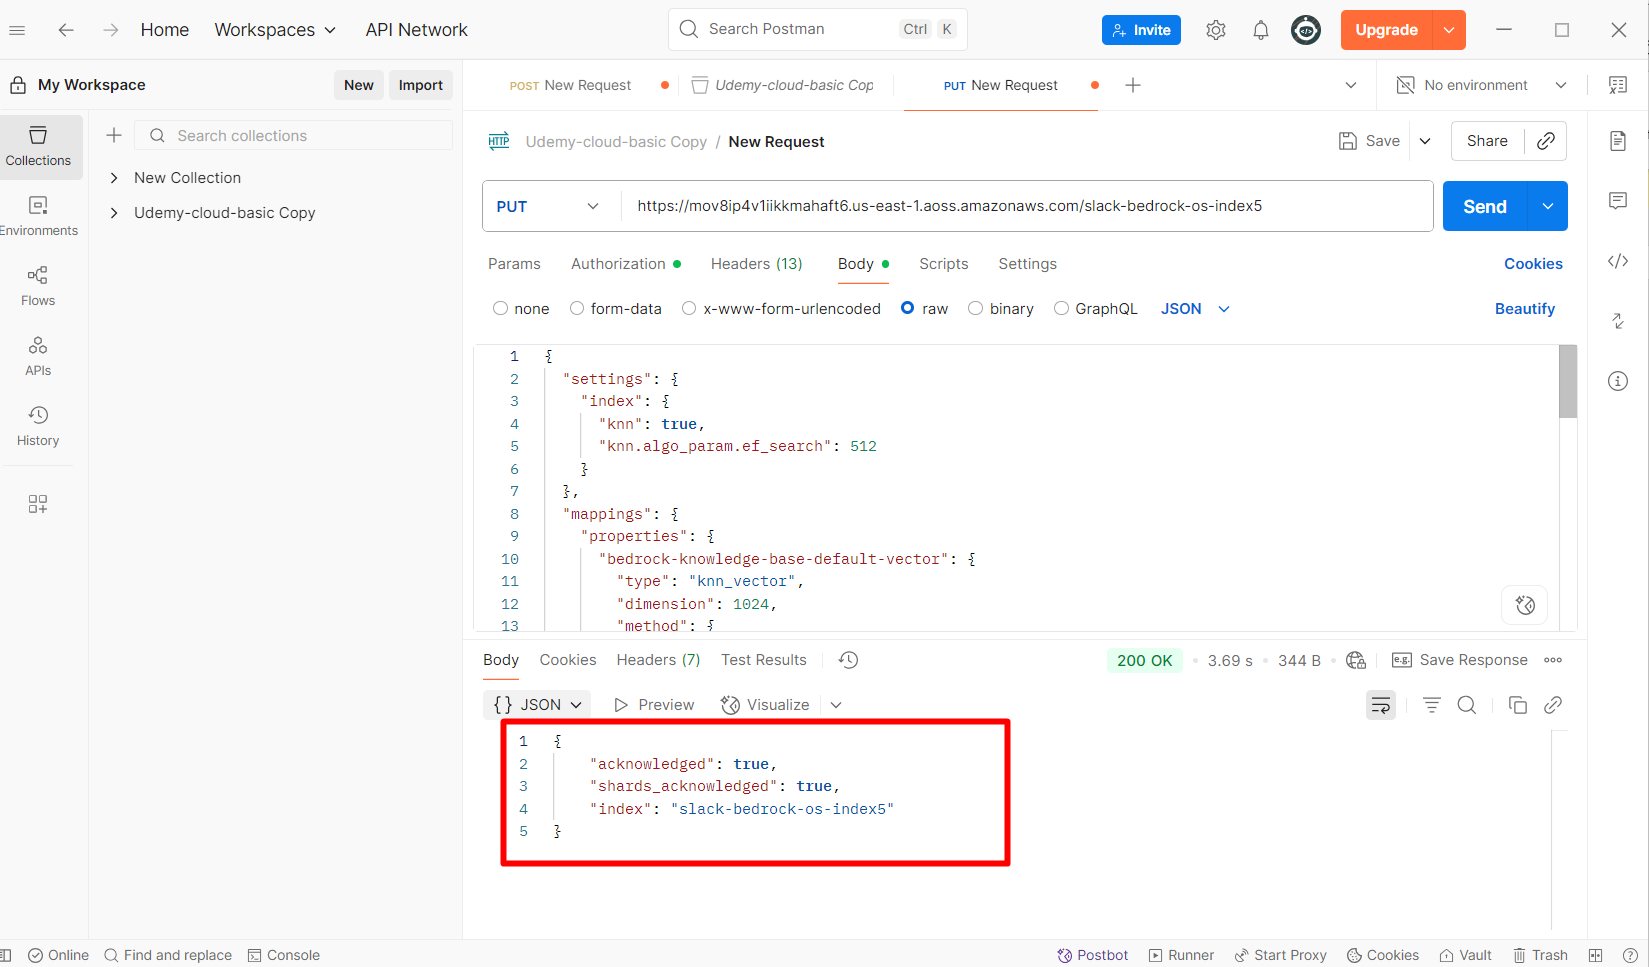 Home Workspaces API Network Search Postman Ctrl K Invite Upgrade
My Workspace New Import POST New Request Udemy-cloud-basic Cop PUT New Request No environment
Search collections
Collections
New Collection
Udemy-cloud-basic Copy
Environments
Flows
APIs
History
HTTP Udemy-cloud-basic Copy / New Request Save Share
PUT https://mov8ip4v1iikkmahaft6.us-east-1.aoss.amazonaws.com/slack-bedrock-os-index5 Send
Params Authorization Headers (13) Body Scripts Settings Cookies
none form-data x-www-form-urlencoded raw binary GraphQL JSON Beautify
1 {
2 "settings": {
3 "index": {
4 "knn": true,
5 "knn.algo_param.ef_search": 512
6 }
7 },
8 "mappings": {
9 "properties": {
10 "bedrock-knowledge-base-default-vector": {
11 "type": "knn_vector",
12 "dimension": 1024,
13 "method": {
Body Cookies Headers (7) Test Results 200 OK 3.69 s 344 B e.g. Save Response
{} JSON Preview Visualize
1 {
2 "acknowledged": true,
3 "shards_acknowledged": true,
4 "index": "slack-bedrock-os-index5"
5 }
Online Find and replace Console Postbot Runner Start Proxy Cookies Vault Trash